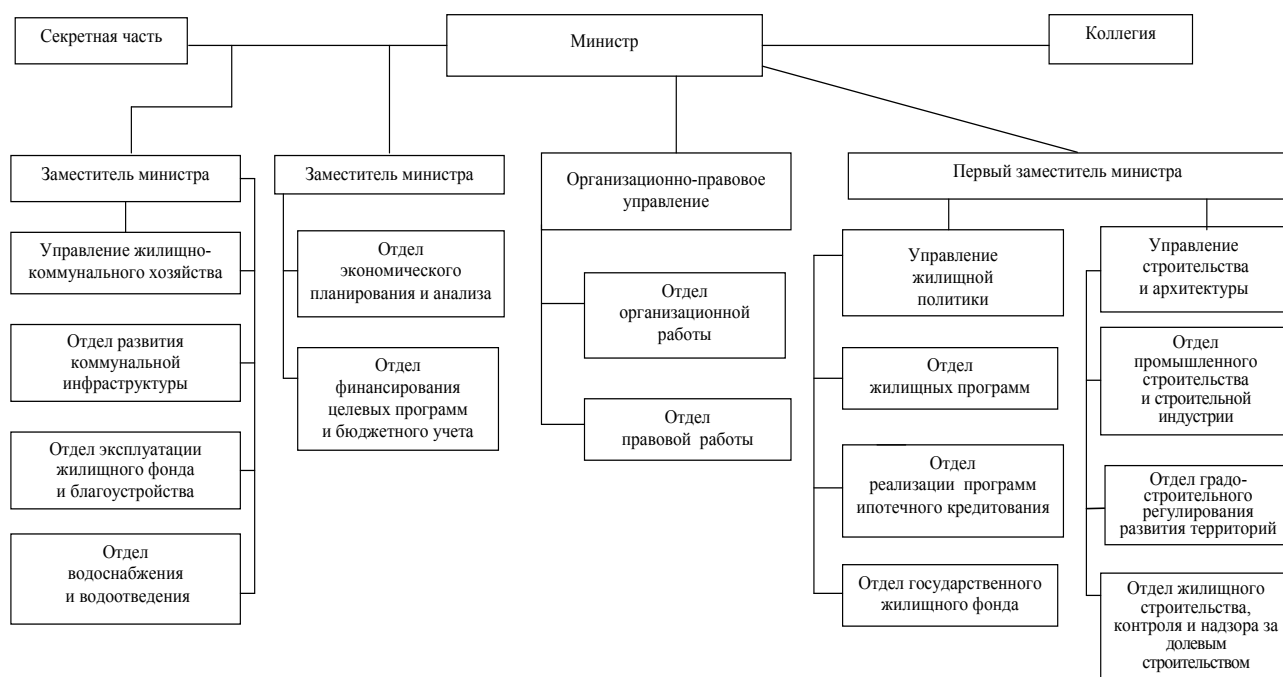 Секретная часть
Министр
Коллегия
Заместитель министра
Заместитель министра
Организационно-правовое
управление
Первый заместитель министра
Управление жилищно-
коммунального хозяйства
Отдел развития
коммунальной
инфраструктуры
Отдел эксплуатации
жилищного фонда
и благоустройства
Отдел
водоснабжения
и водоотведения
Отдел
экономического
планирования и анализа
Отдел
финансирования
целевых программ
и бюджетного учета
Отдел
организационной
работы
Отдел
правовой работы
Управление
жилищной
политики
Отдел
жилищных программ
Отдел
реализации программ
ипотечного кредитования
Отдел государственного
жилищного фонда
Управление
строительства
и архитектуры
Отдел
промышленного
строительства
и строительной
индустрии
Отдел градо-
строительного
регулирования
развития территорий
Отдел жилищного
строительства,
контроля и надзора за
долевым
строительством